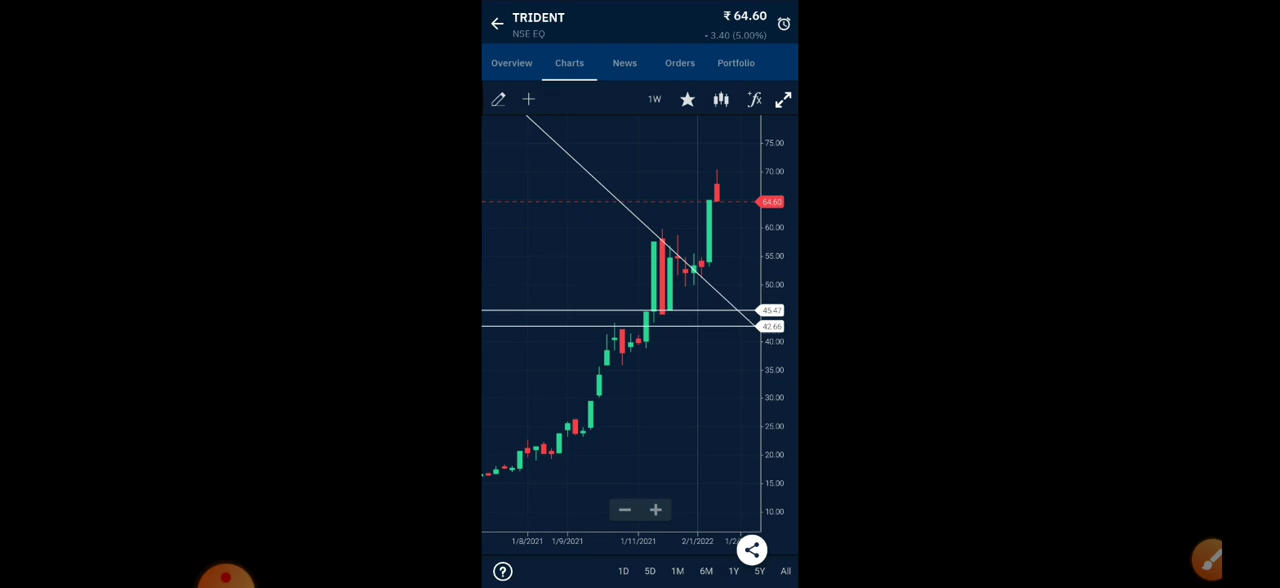 TRIDENT
₹ 64.60
NSE EQ
- 3.40 (5.00%)
Overview Charts News Orders Portfolio
1W
75.00
70.00
64.60
60.00
55.00
50.00
45.47
42.66
40.00
35.00
30.00
25.00
20.00
15.00
10.00
1/8/2021 1/9/2021 1/11/2021 2/1/2022 1/2
1D 5D 1M 6M 1Y 5Y All